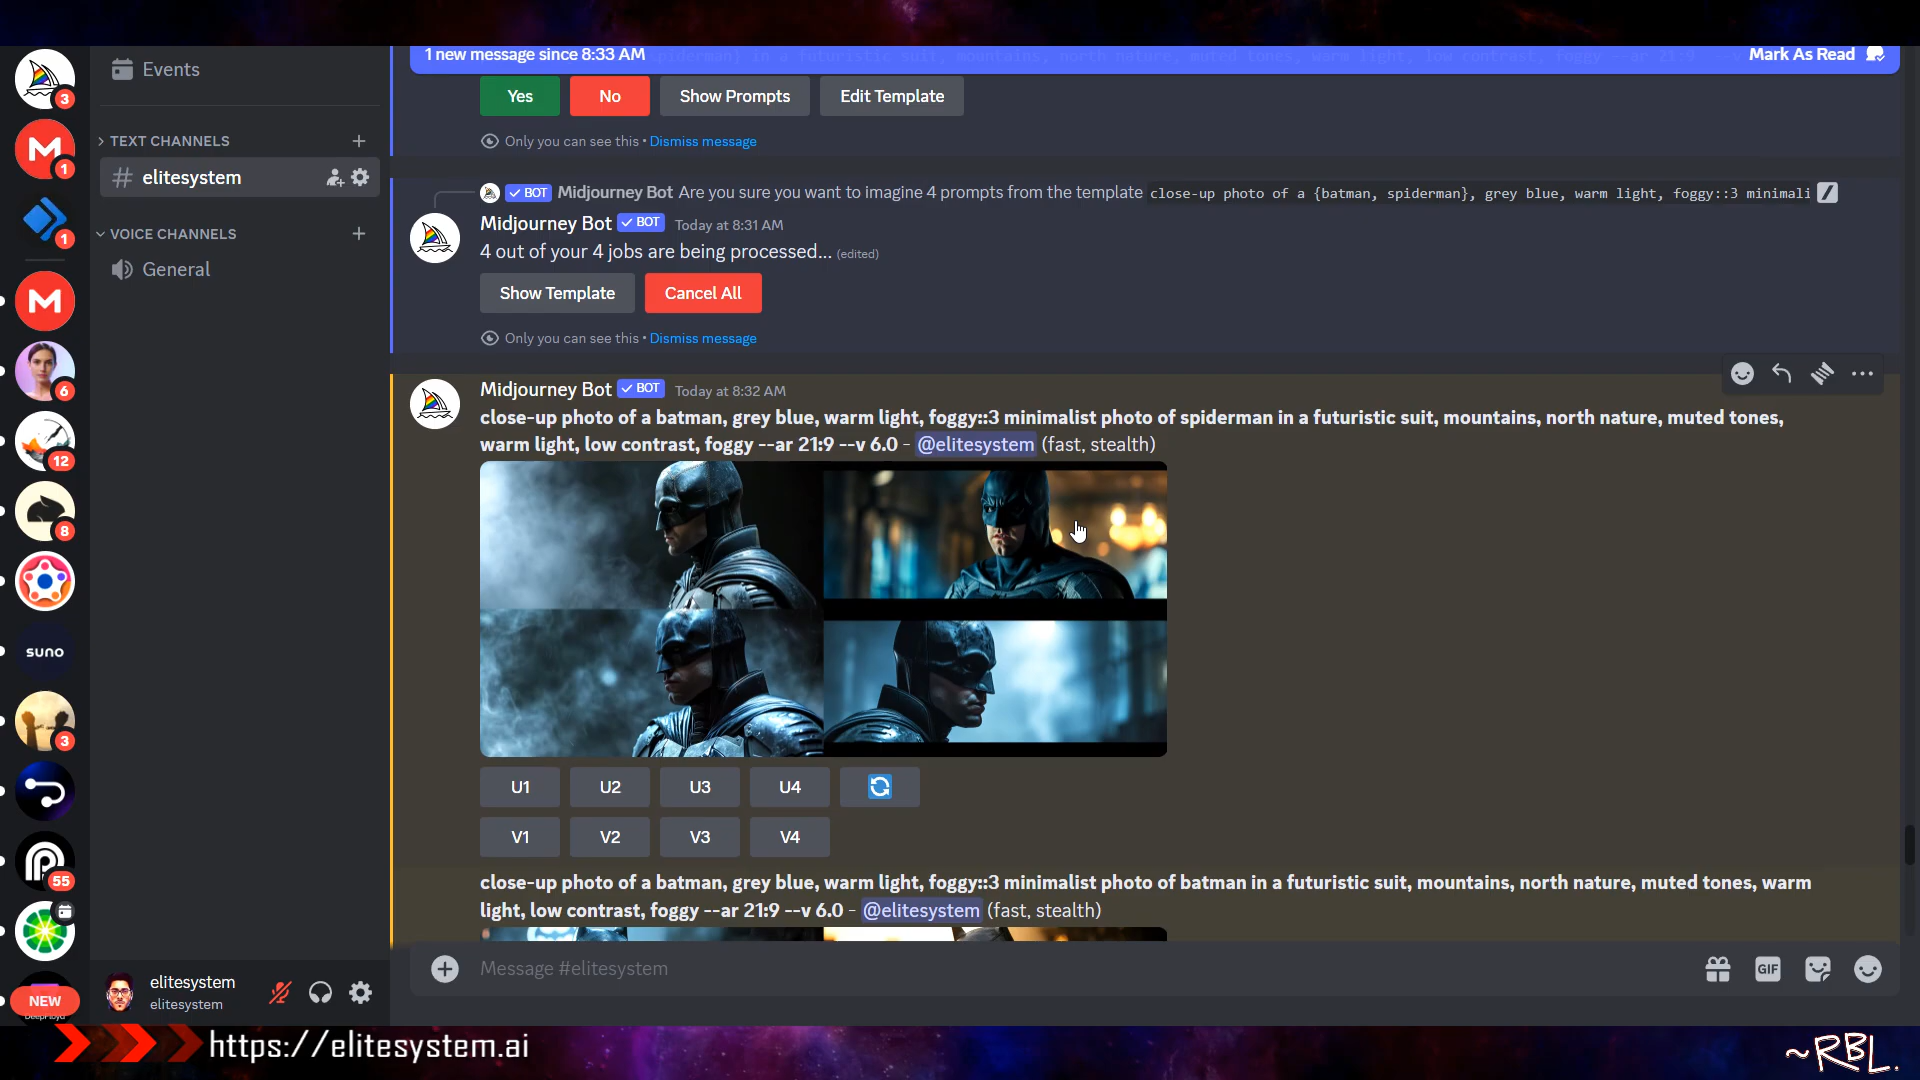 1 new message since 8:33 AM
Mark As Read
Yes
No
Show Prompts
Edit Template
Only you can see this • Dismiss message
BOT Midjourney Bot Are you sure you want to imagine 4 prompts from the template close-up photo of a {batman, spiderman}, grey blue, warm light, foggy::3 minimali
Midjourney Bot BOT Today at 8:31 AM
4 out of your 4 jobs are being processed... (edited)
Show Template
Cancel All
Only you can see this • Dismiss message
Midjourney Bot BOT Today at 8:32 AM
close-up photo of a batman, grey blue, warm light, foggy::3 minimalist photo of spiderman in a futuristic suit, mountains, north nature, muted tones,
warm light, low contrast, foggy --ar 21:9 --v 6.0 - @elitesystem (fast, stealth)
U1
U2
U3
U4
V1
V2
V3
V4
close-up photo of a batman, grey blue, warm light, foggy::3 minimalist photo of batman in a futuristic suit, mountains, north nature, muted tones, warm
light, low contrast, foggy --ar 21:9 --v 6.0 - @elitesystem (fast, stealth)
Message #elitesystem
GIF
Events
TEXT CHANNELS
elitesystem
VOICE CHANNELS
General
3
1
1
6
12
8
suno
3
55
NEW
elitesystem
elitesystem
https://elitesystem.ai
~RBL.